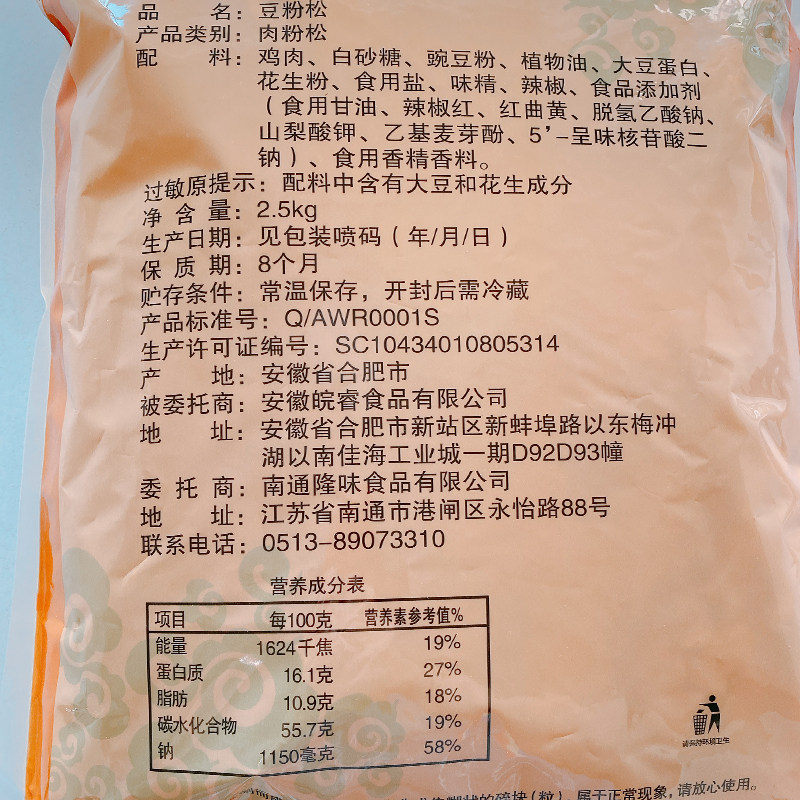 品 名：豆粉松
产品类别：肉粉松
配 料：鸡肉、白砂糖、豌豆粉、植物油、大豆蛋白、
花生粉、食用盐、味精、辣椒、食品添加剂
（食用甘油、辣椒红、红曲黄、脱氢乙酸钠、
山梨酸钾、乙基麦芽酚、5’-呈味核苷酸二
钠）、食用香精香料。
过敏原提示：配料中含有大豆和花生成分
净 含 量：2.5kg
生产日期：见包装喷码（年/月/日）
保 质 期：8个月
贮存条件：常温保存，开封后需冷藏
产品标准号：Q/AWR0001S
生产许可证编号：SC10434010805314
产 地：安徽省合肥市
被委托商：安徽皖睿食品有限公司
地 址：安徽省合肥市新站区新蚌埠路以东梅冲
湖以南佳海工业城一期D92D93幢
委 托 商：南通隆味食品有限公司
地 址：江苏省南通市港闸区永怡路88号
联系电话：0513-89073310
营养成分表
项目 每100克 营养素参考值%
能量 1624千焦 19%
蛋白质 16.1克 27%
脂肪 10.9克 18%
碳水化合物 55.7克 19%
钠 1150毫克 58%
请保持环境卫生
属于正常现象，请放心使用。